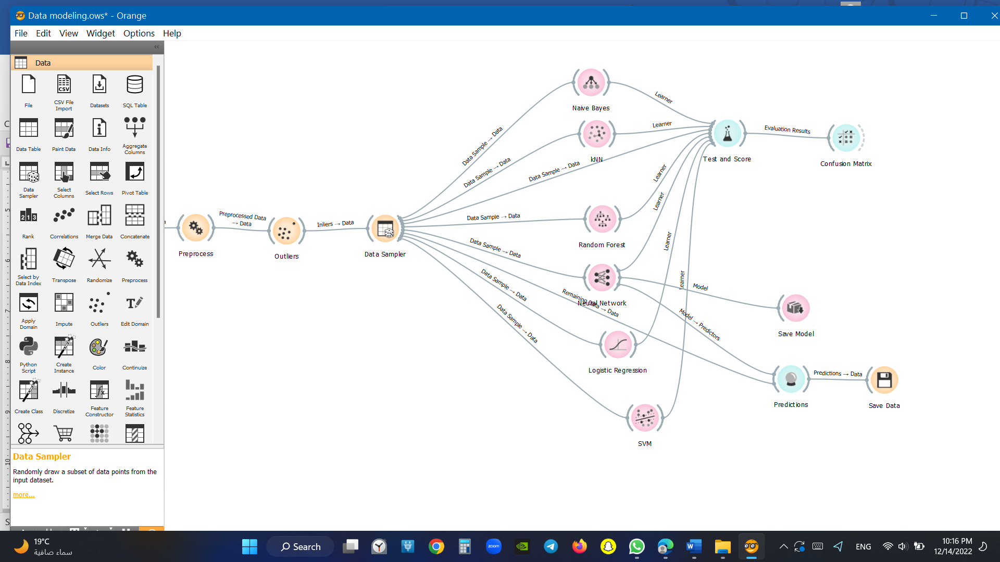 Data modeling.ows* - Orange
File Edit View Widget Options Help
Data
File
CSV File Import
Datasets
SQL Table
Data Table
Paint Data
Data Info
Aggregate Columns
Data Sampler
Select Columns
Select Rows
Pivot Table
Rank
Correlations
Merge Data
Concatenate
Select by Data Index
Transpose
Randomize
Preprocess
Apply Domain
Impute
Outliers
Edit Domain
Python Script
Create Instance
Color
Continuize
Create Class
Discretize
Feature Constructor
Feature Statistics
Data Sampler
Randomly draw a subset of data points from the
input dataset.
more...
Preprocess
Preprocessed Data
→ Data
Outliers
Inliers → Data
Data Sampler
Data Sample → Data
Data Sample → Data
Data Sample → Data
Data Sample → Data
Data Sample → Data
Data Sample → Data
Remaining Data → Data
Data Sample → Data
Naive Bayes
kNN
Random Forest
Neural Network
Logistic Regression
SVM
Learner
Learner
Learner
Learner
Learner
Learner
Test and Score
Evaluation Results
Confusion Matrix
Model
Save Model
Model → Predictors
Predictions
Predictions → Data
Save Data
19°C
سماء صافية
Search
zoom
ENG
10:16 PM
12/14/2022